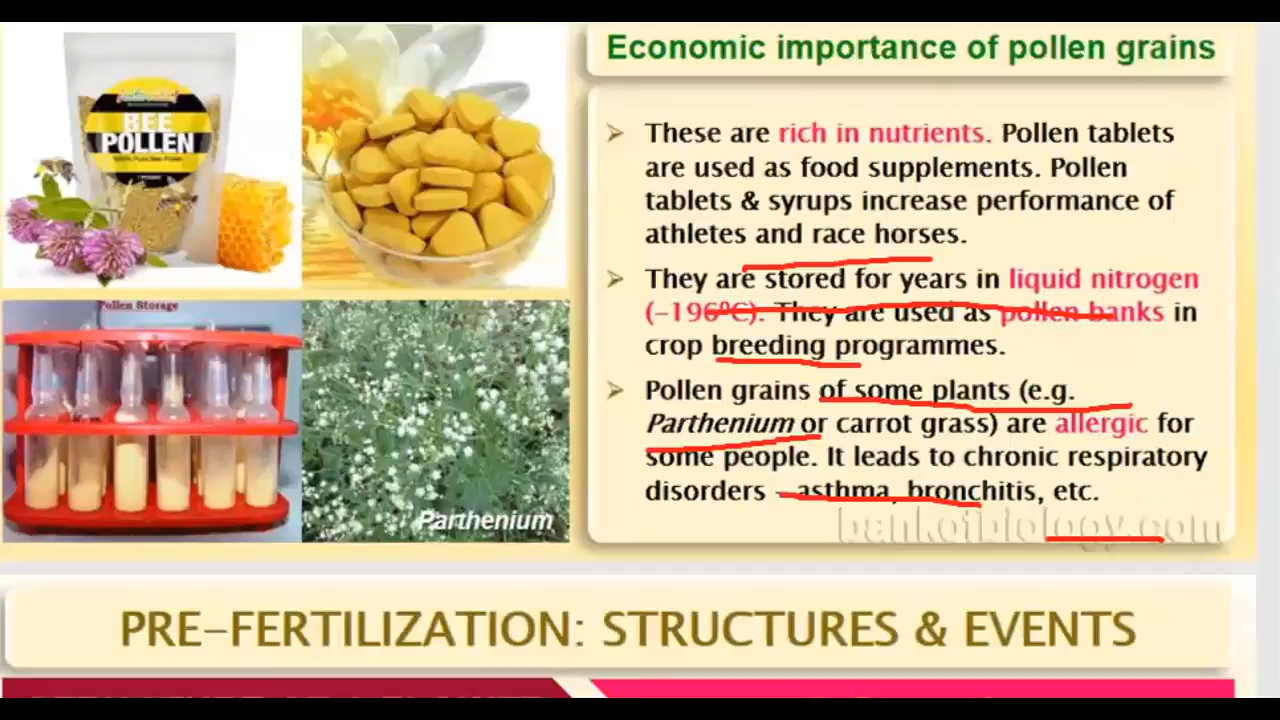 Economic importance of pollen grains
BEE
POLLEN
➢ These are rich in nutrients. Pollen tablets
are used as food supplements. Pollen
tablets & syrups increase performance of
athletes and race horses.
➢ They are stored for years in liquid nitrogen
(-196⁰C). They are used as pollen banks in
crop breeding programmes.
➢ Pollen grains of some plants (e.g.
Parthenium or carrot grass) are allergic for
some people. It leads to chronic respiratory
disorders – asthma, bronchitis, etc.
Pollen Storage
Parthenium
bankofbiology.com
PRE-FERTILIZATION: STRUCTURES & EVENTS